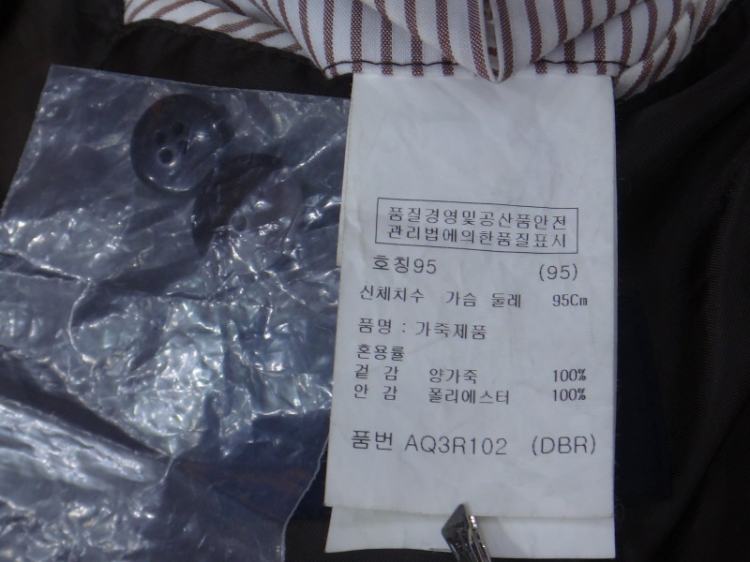 품질경영및공산품안전
관리법에의한품질표시
호칭95 (95)
신체치수 가슴 둘레 95Cm
품명 : 가죽제품
혼용률
겉 감 양가죽 100%
안 감 폴리에스터 100%
품번 AQ3R102 (DBR)